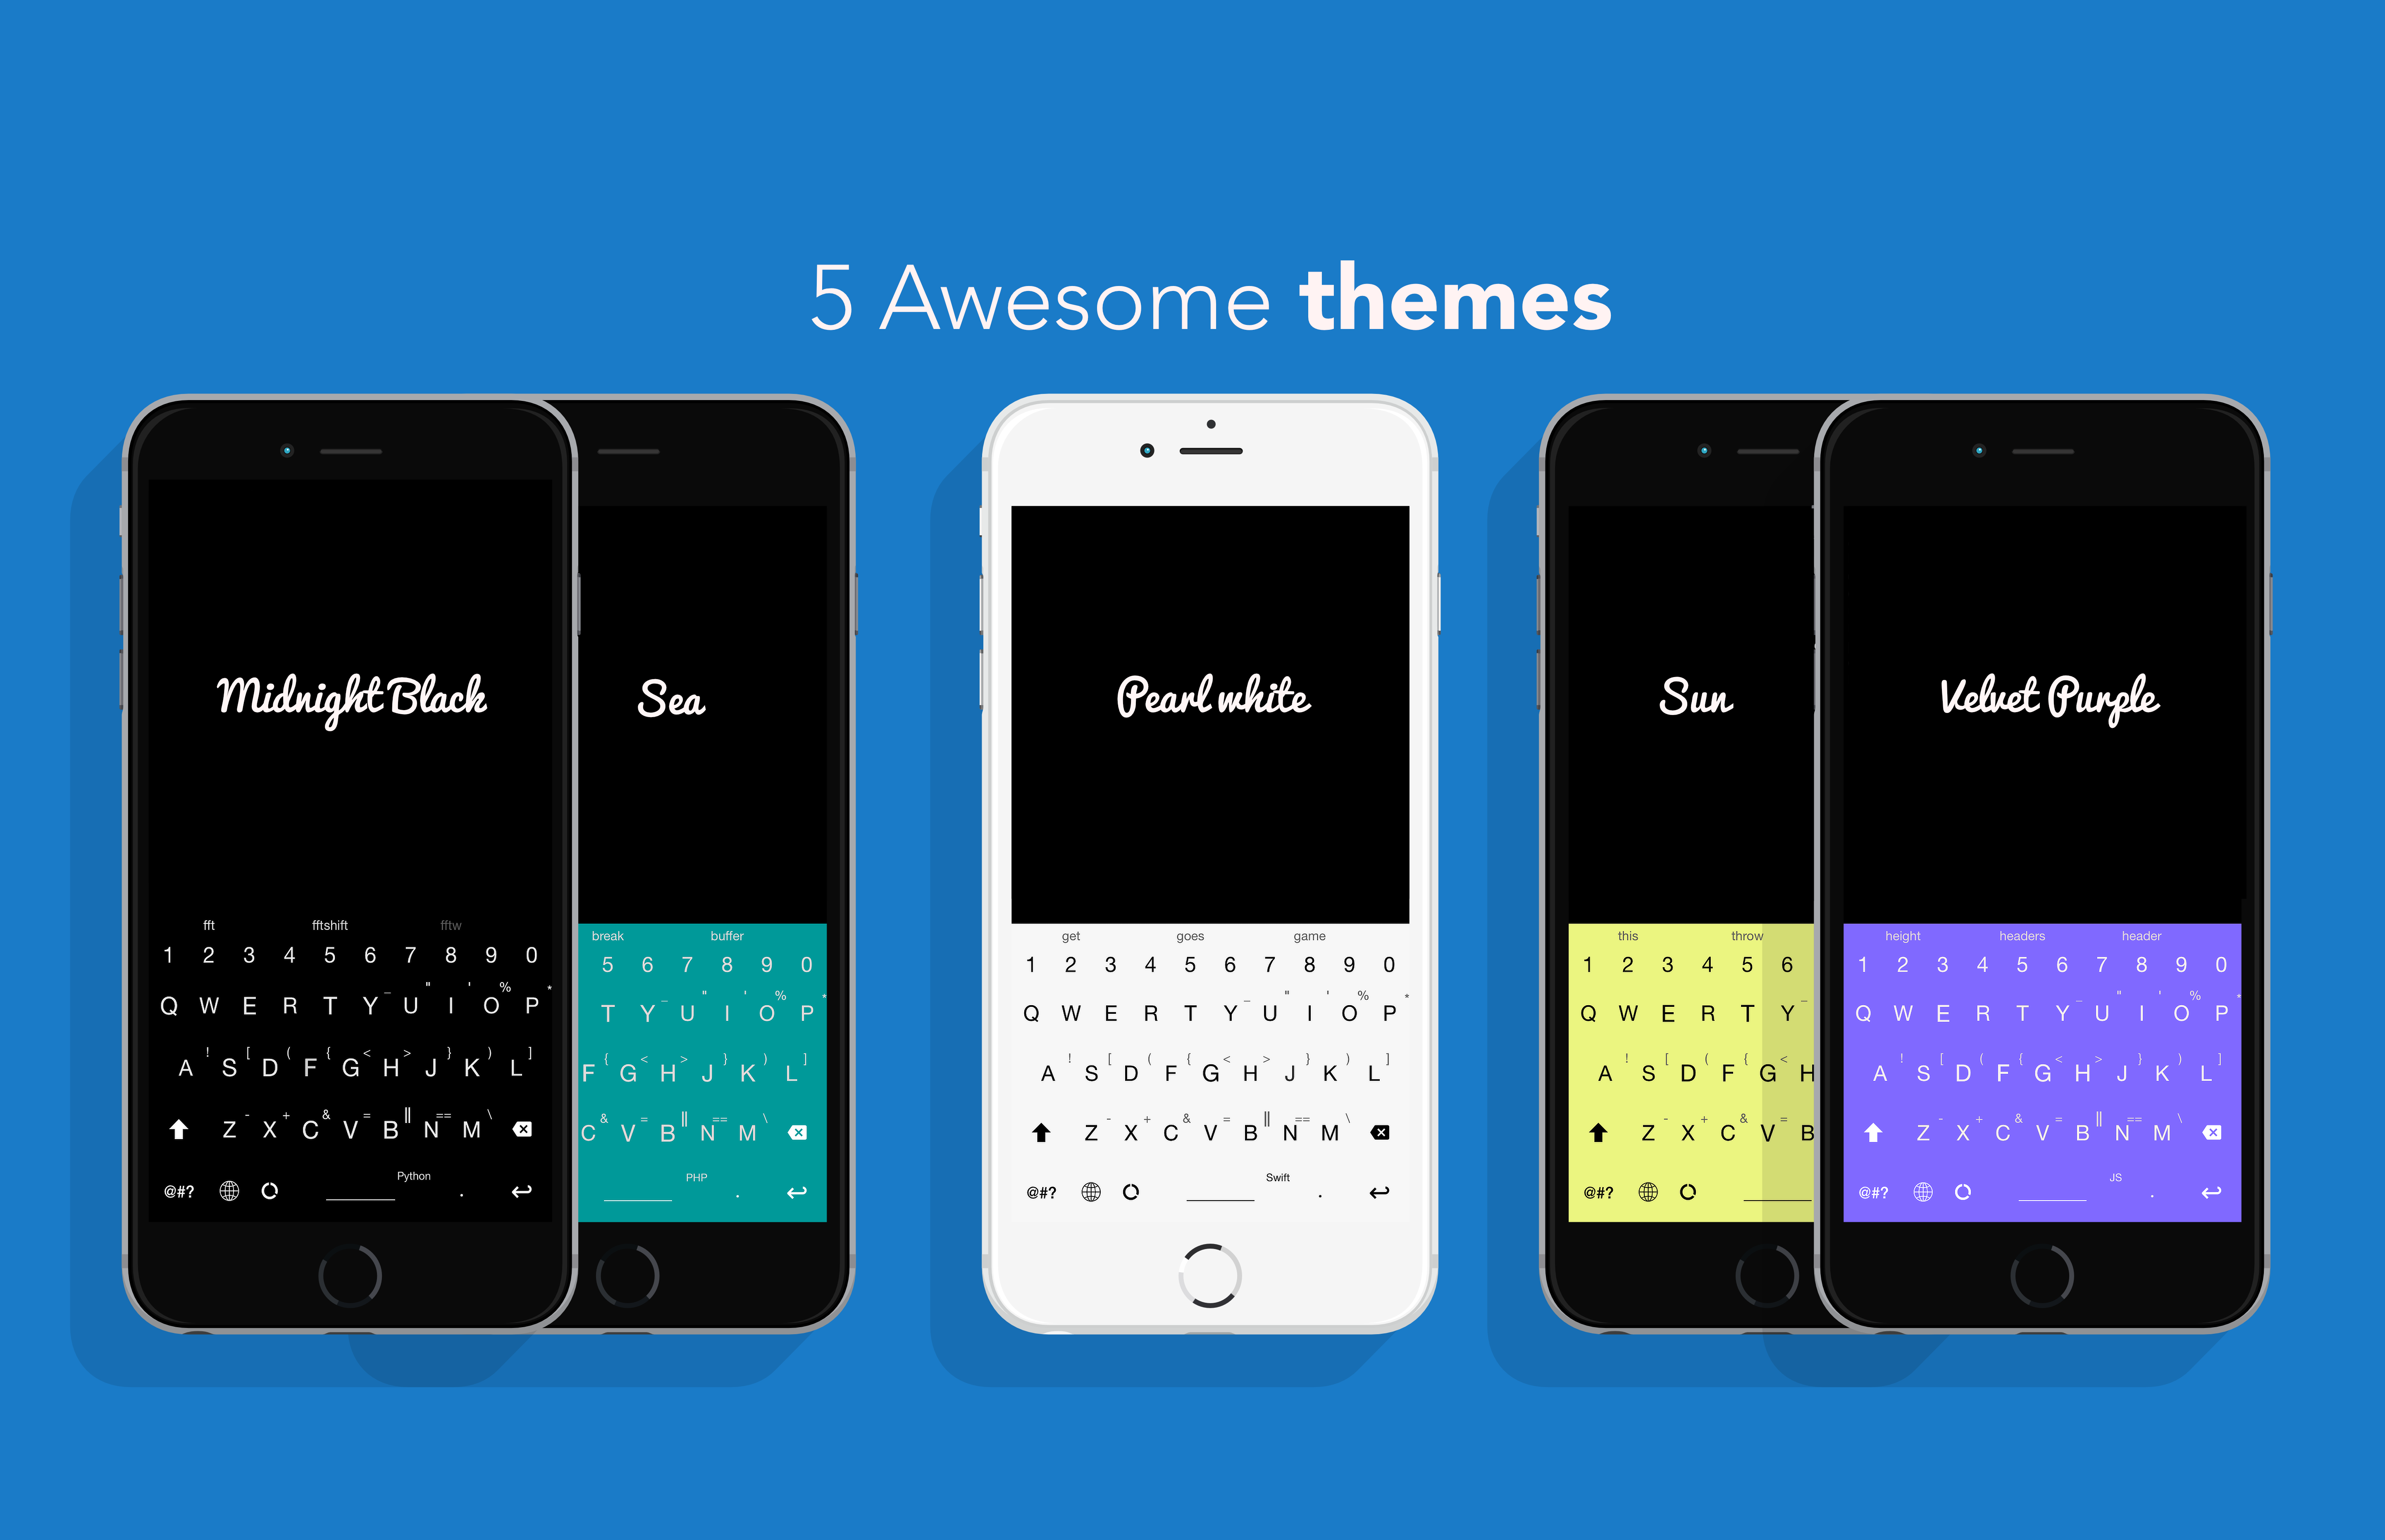 5 Awesome themes
Midnight Black
fft fftshift fftw
1 2 3 4 5 6 7 8 9 0
Q W E R T Y _ U " I ' O % P *
A ! S [ D ( F { G < H > J } K ) L ]
Z - X + C & V = B || N == M \
Python
@#? .
Sea
break buffer
5 6 7 8 9 0
T Y _ U " I ' O % P *
F { G < H > J } K ) L ]
C & V = B || N == M \
PHP
.
Pearl white
get goes game
1 2 3 4 5 6 7 8 9 0
Q W E R T Y _ U " I ' O % P *
A ! S [ D ( F { G < H > J } K ) L ]
Z - X + C & V = B || N == M \
Swift
@#? .
Sun
this throw
1 2 3 4 5 6
Q W E R T Y _
A ! S [ D ( F { G < H
Z - X + C & V = B
@#?
Velvet Purple
height headers header
1 2 3 4 5 6 7 8 9 0
Q W E R T Y _ U " I ' O % P *
A ! S [ D ( F { G < H > J } K ) L ]
Z - X + C & V = B || N == M \
JS
@#? .